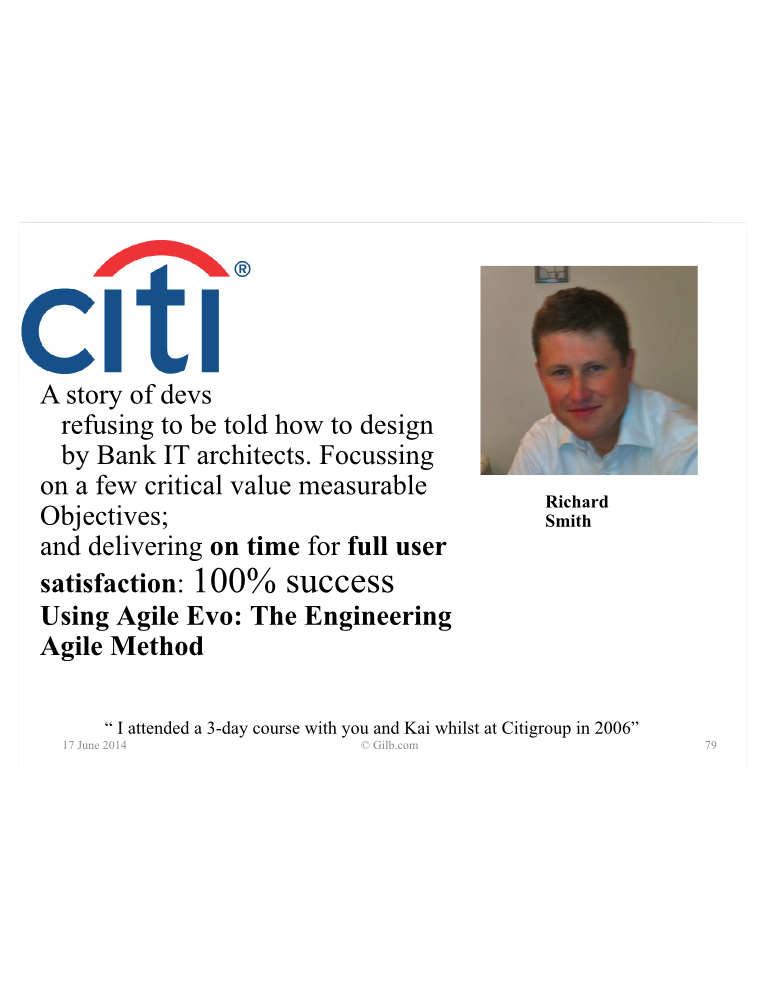 citi®
A story of devs
refusing to be told how to design
by Bank IT architects. Focussing
on a few critical value measurable
Objectives;
and delivering on time for full user
satisfaction: 100% success
Using Agile Evo: The Engineering
Agile Method
Richard
Smith
“ I attended a 3-day course with you and Kai whilst at Citigroup in 2006”
17 June 2014 © Gilb.com 79